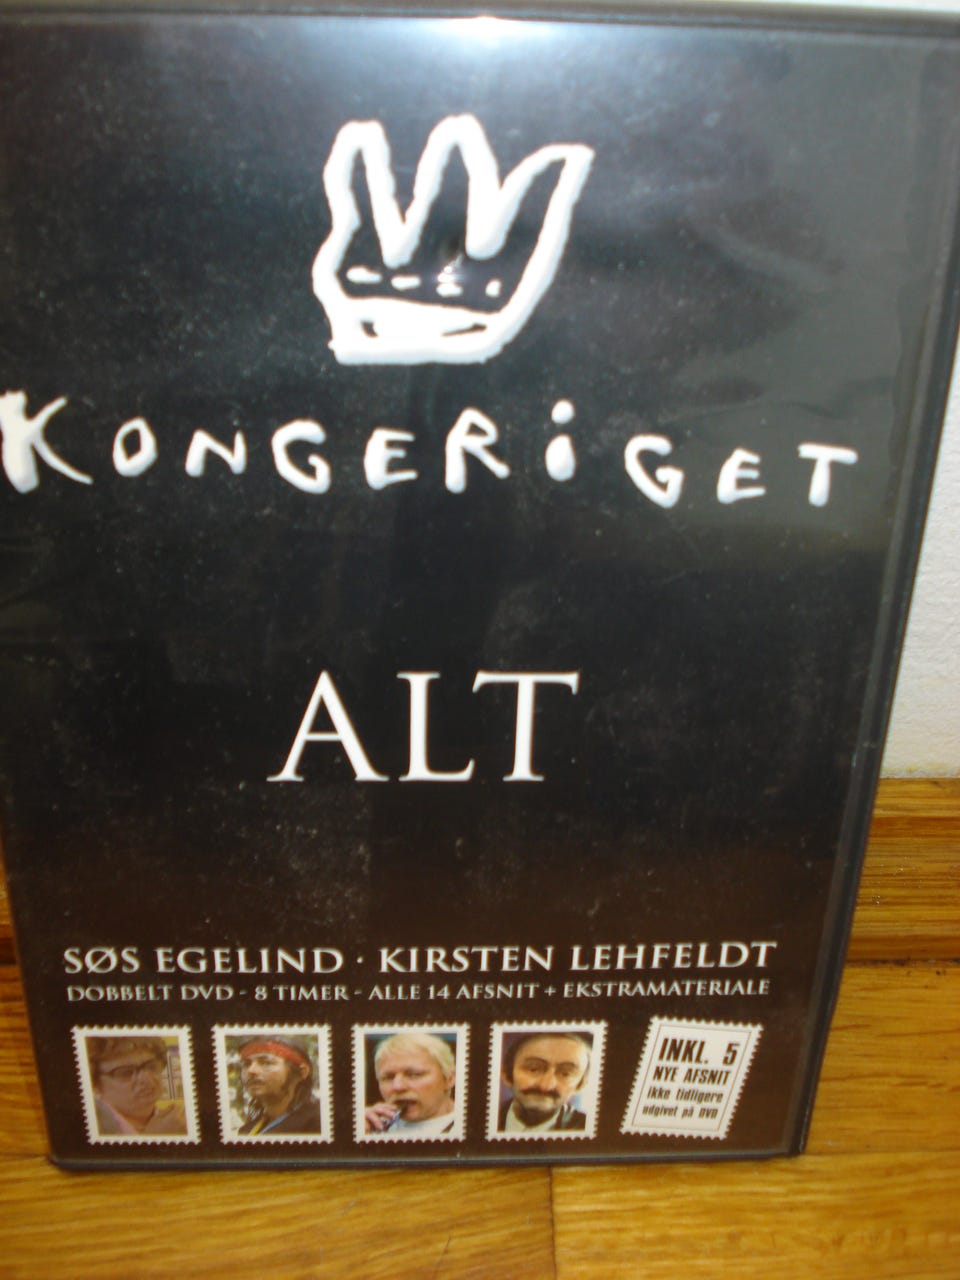 KONGERiGET
ALT
SØS EGELIND · KIRSTEN LEHFELDT
DOBBELT DVD - 8 TIMER - ALLE 14 AFSNIT + EKSTRAMATERIALE
INKL. 5
NYE AFSNIT
ikke tidligere
udgivet på DVD